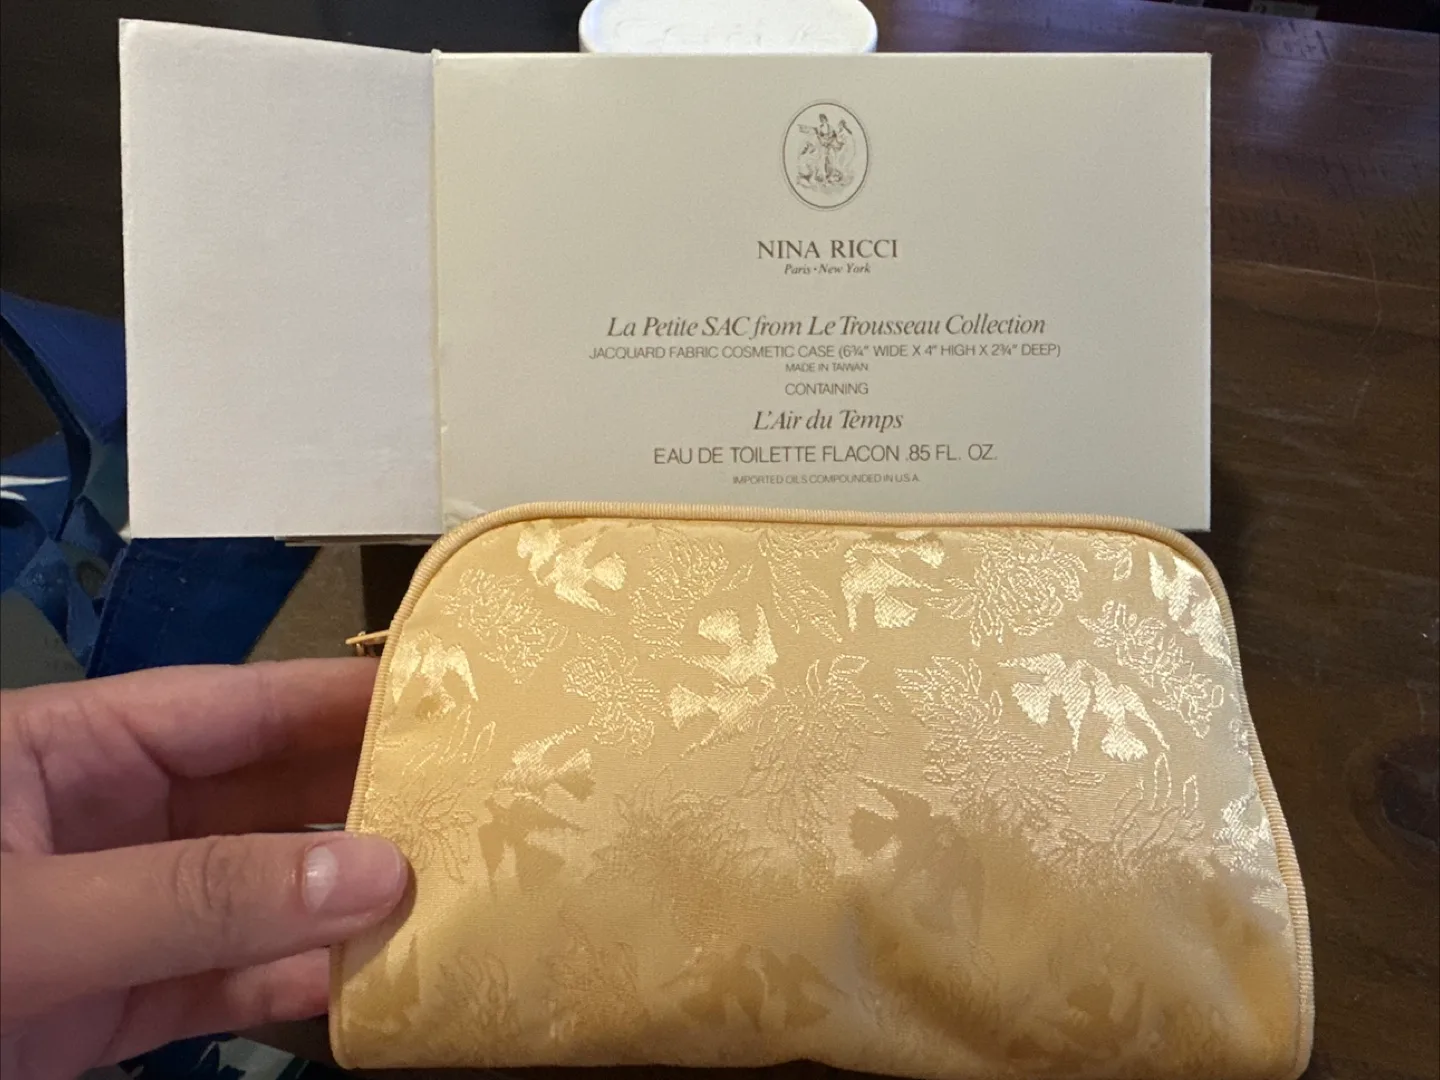 NINA RICCI
Paris • New York
La Petite SAC from Le Trousseau Collection
JACQUARD FABRIC COSMETIC CASE (6¾" WIDE X 4" HIGH X 2¾" DEEP)
MADE IN TAIWAN
CONTAINING
L'Air du Temps
EAU DE TOILETTE FLACON .85 FL. OZ.
IMPORTED OILS COMPOUNDED IN U.S.A.